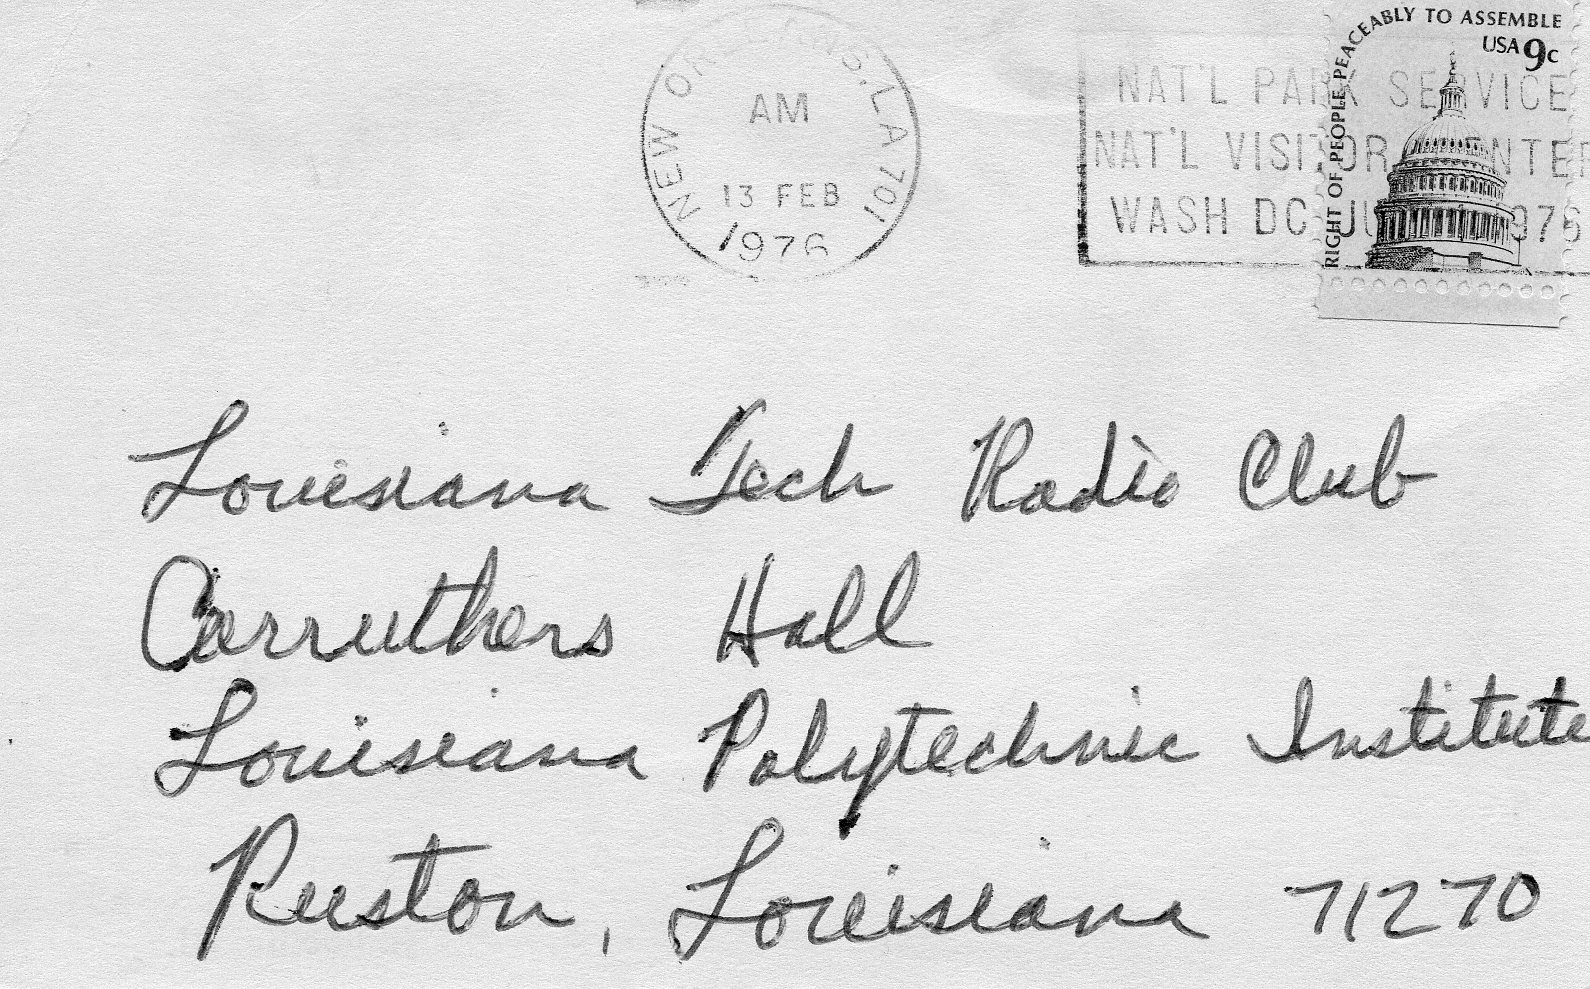 RIGHT OF PEOPLE PEACEABLY TO ASSEMBLE
USA 9c
NEW ORLEANS, LA 701
AM
13 FEB
1976
NAT'L PARK SERVICE
NAT'L VISITOR CENTER
WASH DC 1976
Louisiana Tech Radio Club
Carruthers Hall
Louisiana Polytechnic Institute
Ruston, Louisiana 71270